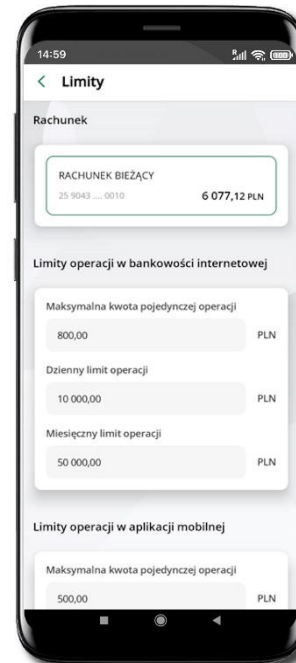 14:59
Limity
Rachunek
RACHUNEK BIEŻĄCY
25 9043 .... 0010 6 077,12 PLN
Limity operacji w bankowości internetowej
Maksymalna kwota pojedynczej operacji
800,00 PLN
Dzienny limit operacji
10 000,00 PLN
Miesięczny limit operacji
50 000,00 PLN
Limity operacji w aplikacji mobilnej
Maksymalna kwota pojedynczej operacji
500,00 PLN